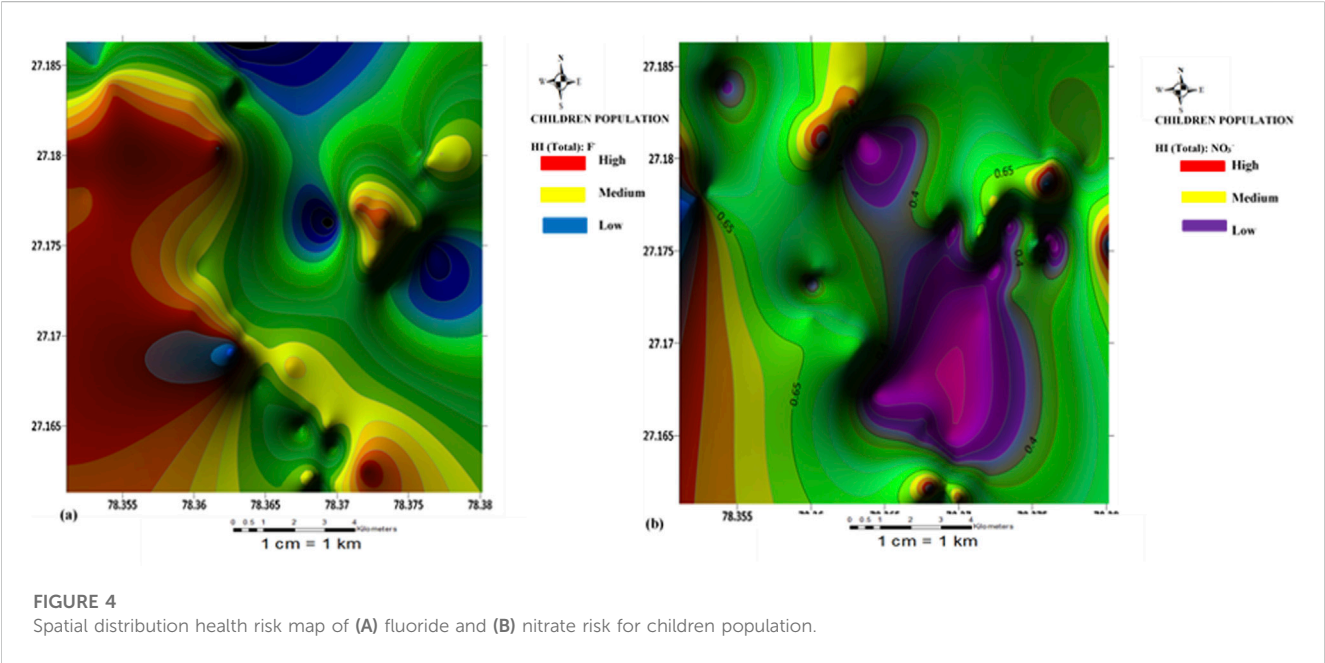 27.185
27.18
27.175
27.17
27.165
78.355
78.36
78.365
78.37
78.375
78.38
(a)
0 0.5 1 2 3 4
Kilometers
1 cm = 1 km
N
W E
S
CHILDREN POPULATION
HI (Total): F⁻
High
Medium
Low
27.185
27.18
27.175
27.17
27.165
0.65
0.4
0.65
0.4
0.65
0.4
78.355
(b)
0 0.5 1 2 3 4
Kilometers
1 cm = 1 km
N
W E
S
CHILDREN POPULATION
HI (Total): NO₃⁻
High
Medium
Low
FIGURE 4
Spatial distribution health risk map of (A) fluoride and (B) nitrate risk for children population.